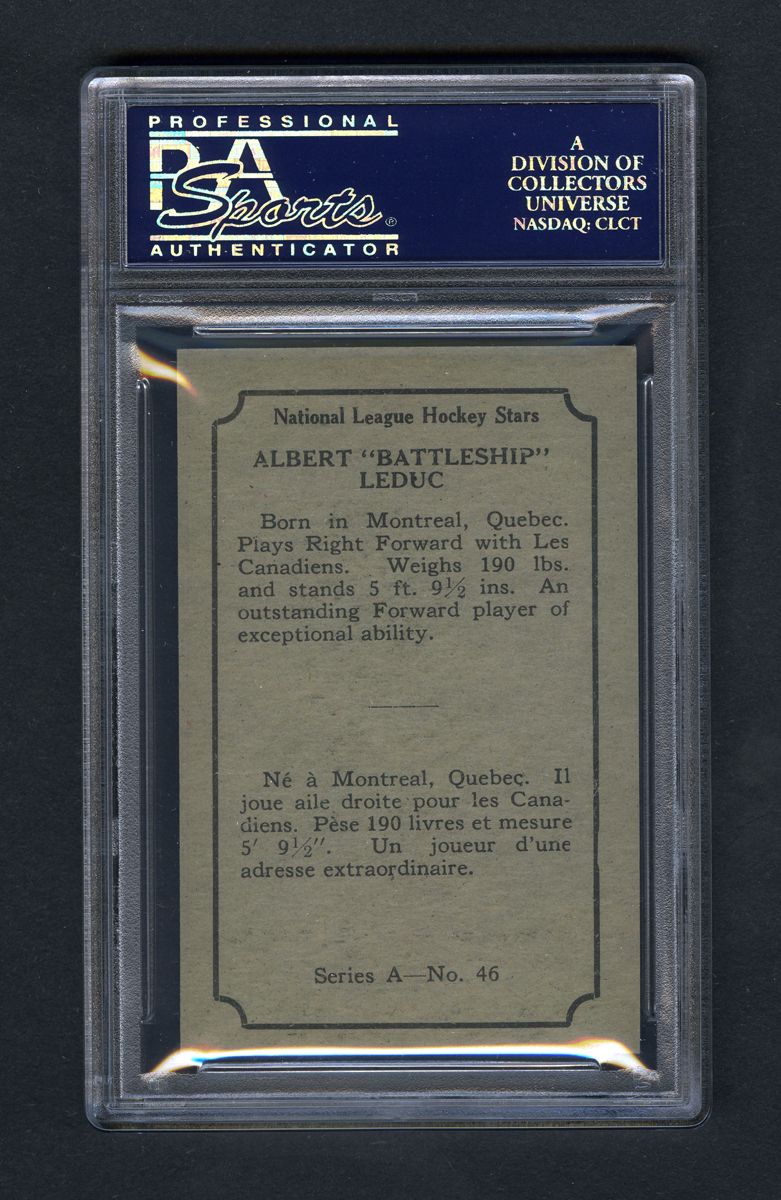 PROFESSIONAL
PSA
Sports®
AUTHENTICATOR
A
DIVISION OF
COLLECTORS
UNIVERSE
NASDAQ: CLCT
National League Hockey Stars
ALBERT "BATTLESHIP"
LEDUC
Born in Montreal, Quebec.
Plays Right Forward with Les
Canadiens. Weighs 190 lbs.
and stands 5 ft. 9½ ins. An
outstanding Forward player of
exceptional ability.
Né à Montreal, Quebec. Il
joue aile droite pour les Cana-
diens. Pèse 190 livres et mesure
5' 9½". Un joueur d'une
adresse extraordinaire.
Series A—No. 46